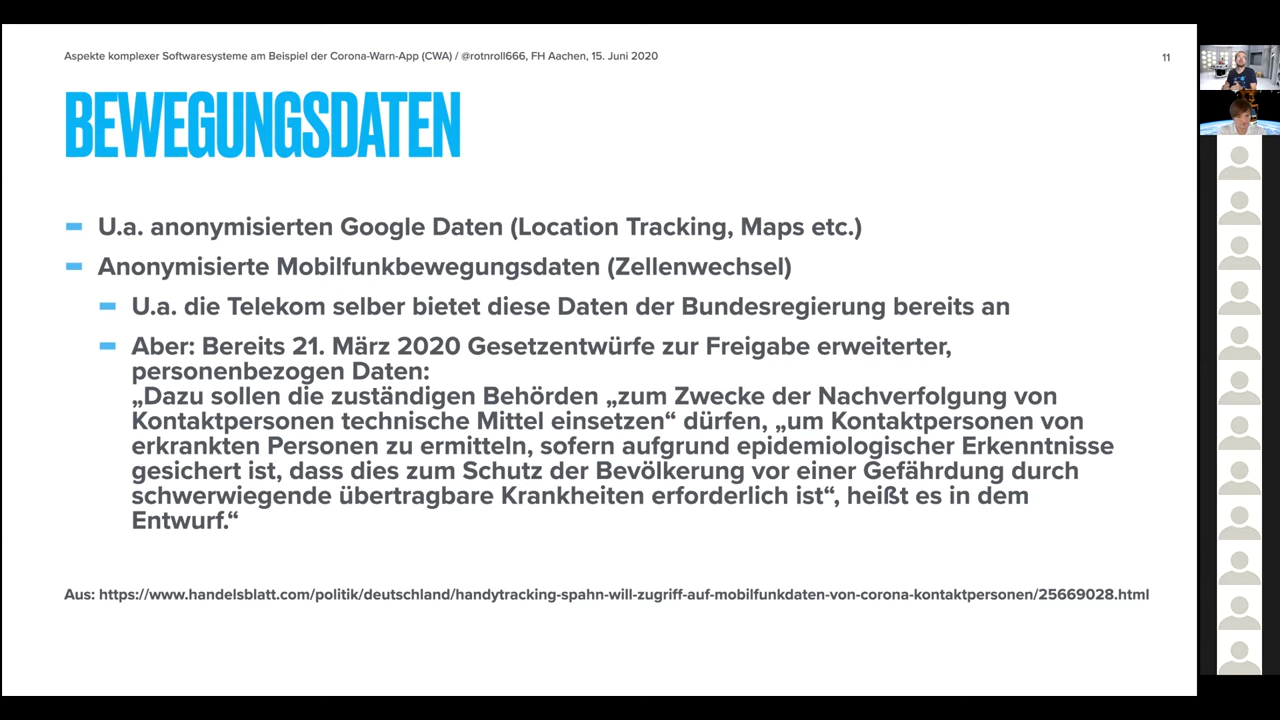 Aspekte komplexer Softwaresysteme am Beispiel der Corona-Warn-App (CWA) / @rotnroll666, FH Aachen, 15. Juni 2020
11
BEWEGUNGSDATEN
U.a. anonymisierten Google Daten (Location Tracking, Maps etc.)
Anonymisierte Mobilfunkbewegungsdaten (Zellenwechsel)
U.a. die Telekom selber bietet diese Daten der Bundesregierung bereits an
Aber: Bereits 21. März 2020 Gesetzentwürfe zur Freigabe erweiterter,
personenbezogen Daten:
„Dazu sollen die zuständigen Behörden „zum Zwecke der Nachverfolgung von
Kontaktpersonen technische Mittel einsetzen“ dürfen, „um Kontaktpersonen von
erkrankten Personen zu ermitteln, sofern aufgrund epidemiologischer Erkenntnisse
gesichert ist, dass dies zum Schutz der Bevölkerung vor einer Gefährdung durch
schwerwiegende übertragbare Krankheiten erforderlich ist“, heißt es in dem
Entwurf.“
Aus: https://www.handelsblatt.com/politik/deutschland/handytracking-spahn-will-zugriff-auf-mobilfunkdaten-von-corona-kontaktpersonen/25669028.html